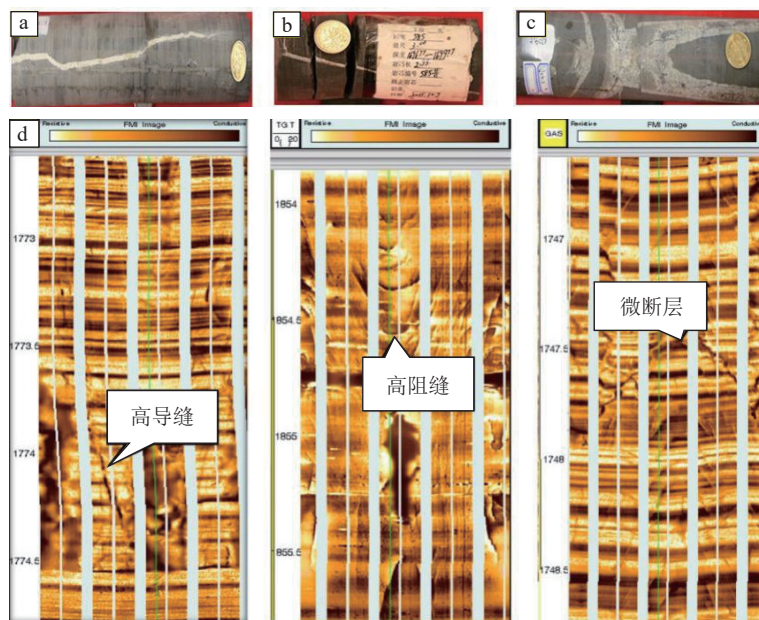 a
b
c
d
Resistive FMI Image Conductive
1773
1773.5
1774
1774.5
高导缝
TGT
0 20
Resistive FMI Image Conductive
1854
1854.5
1855
1855.5
高阻缝
GAS
Resistive FMI Image Conductive
1747
1747.5
1748
1748.5
微断层